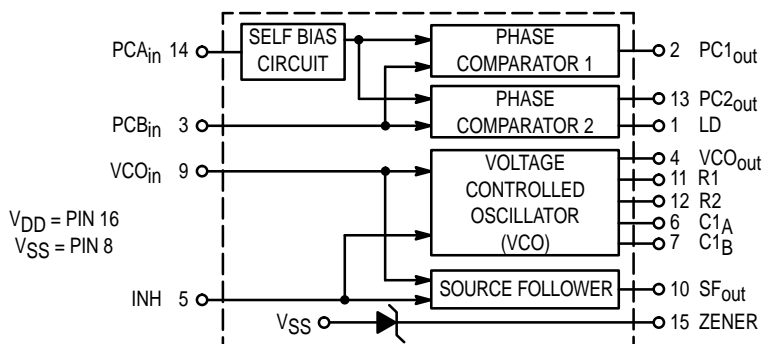 PCAin 14
SELF BIAS
CIRCUIT
PHASE
COMPARATOR 1
2 PC1out
PCBin 3
PHASE
COMPARATOR 2
13 PC2out
1 LD
VCOin 9
VOLTAGE
CONTROLLED
OSCILLATOR
(VCO)
4 VCOout
11 R1
12 R2
6 C1A
7 C1B
VDD = PIN 16
VSS = PIN 8
INH 5
SOURCE FOLLOWER
10 SFout
VSS
15 ZENER